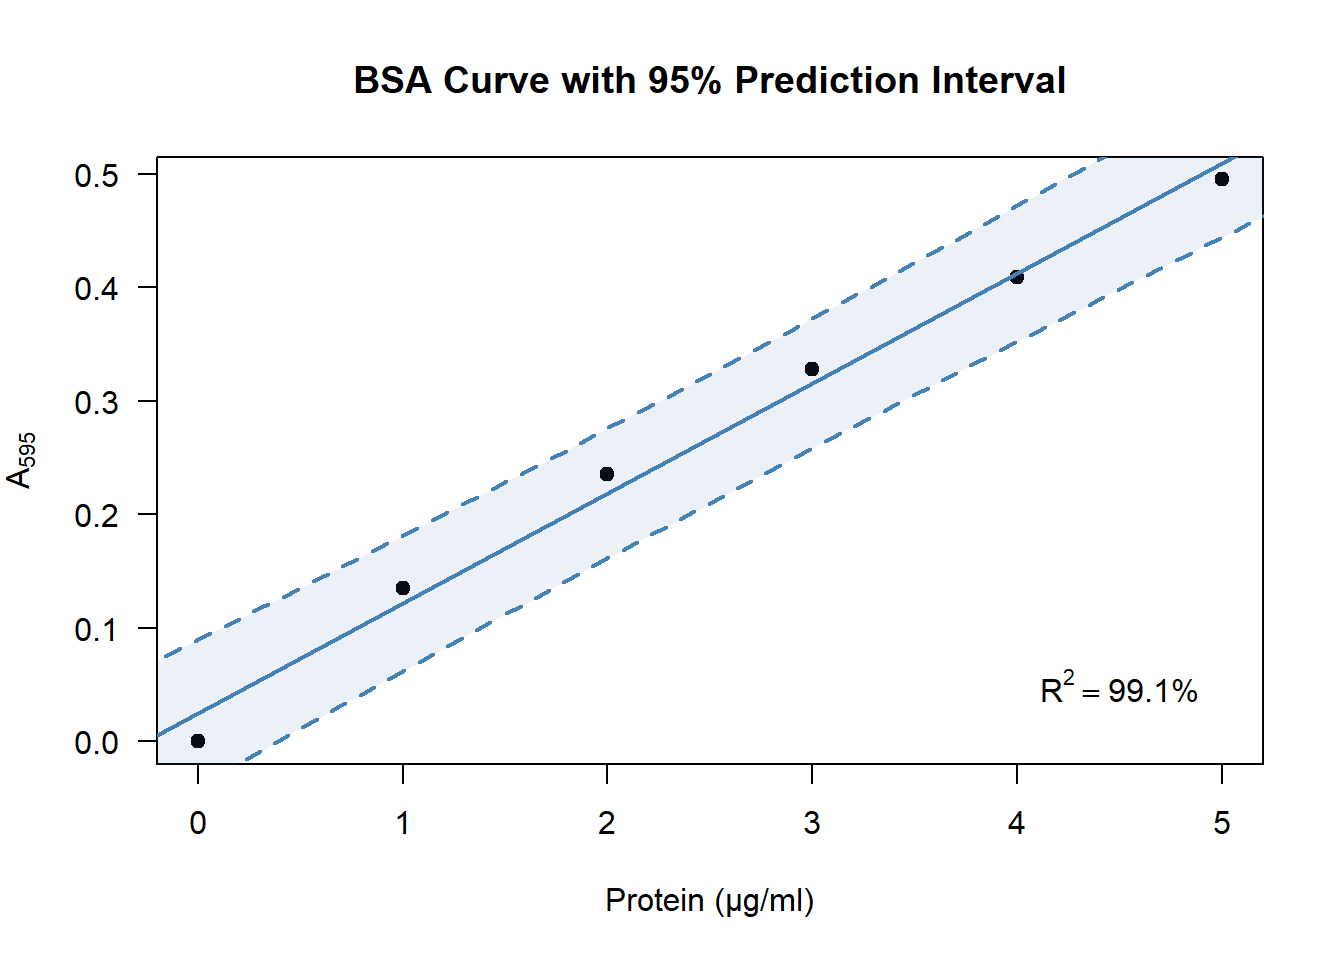 BSA Curve with 95% Prediction Interval
0.5
0.4
0.3
0.2
0.1
0.0
A₅₉₅
R² = 99.1%
0 1 2 3 4 5
Protein (µg/ml)